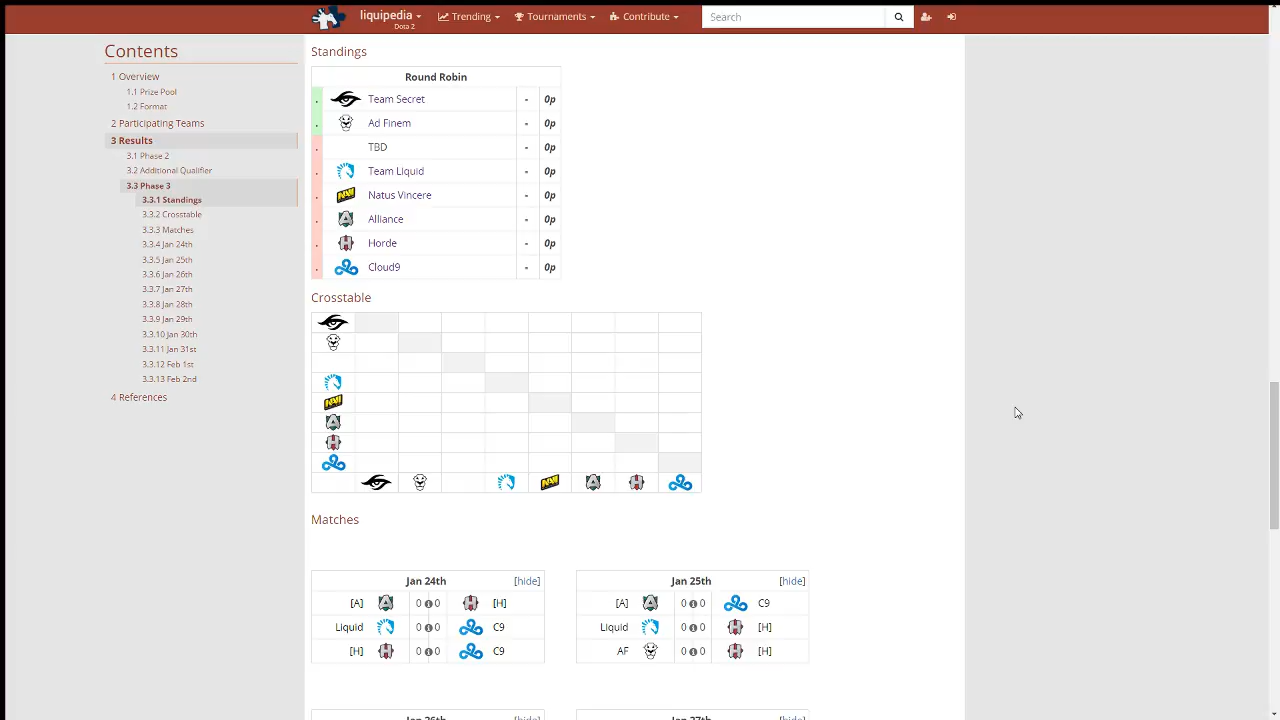 liquipedia Trending Tournaments Contribute Search
Dota 2
Contents
1 Overview
1.1 Prize Pool
1.2 Format
2 Participating Teams
3 Results
3.1 Phase 2
3.2 Additional Qualifier
3.3 Phase 3
3.3.1 Standings
3.3.2 Crosstable
3.3.3 Matches
3.3.4 Jan 24th
3.3.5 Jan 25th
3.3.6 Jan 26th
3.3.7 Jan 27th
3.3.8 Jan 28th
3.3.9 Jan 29th
3.3.10 Jan 30th
3.3.11 Jan 31st
3.3.12 Feb 1st
3.3.13 Feb 2nd
4 References
Standings
Round Robin
. Team Secret - 0p
. Ad Finem - 0p
. TBD - 0p
. Team Liquid - 0p
. Natus Vincere - 0p
. Alliance - 0p
. Horde - 0p
. Cloud9 - 0p
Crosstable
Matches
Jan 24th [hide]
[A] 0 0 [H]
Liquid 0 0 C9
[H] 0 0 C9
Jan 25th [hide]
[A] 0 0 C9
Liquid 0 0 [H]
AF 0 0 [H]
Jan 26th [hide]
Jan 27th [hide]